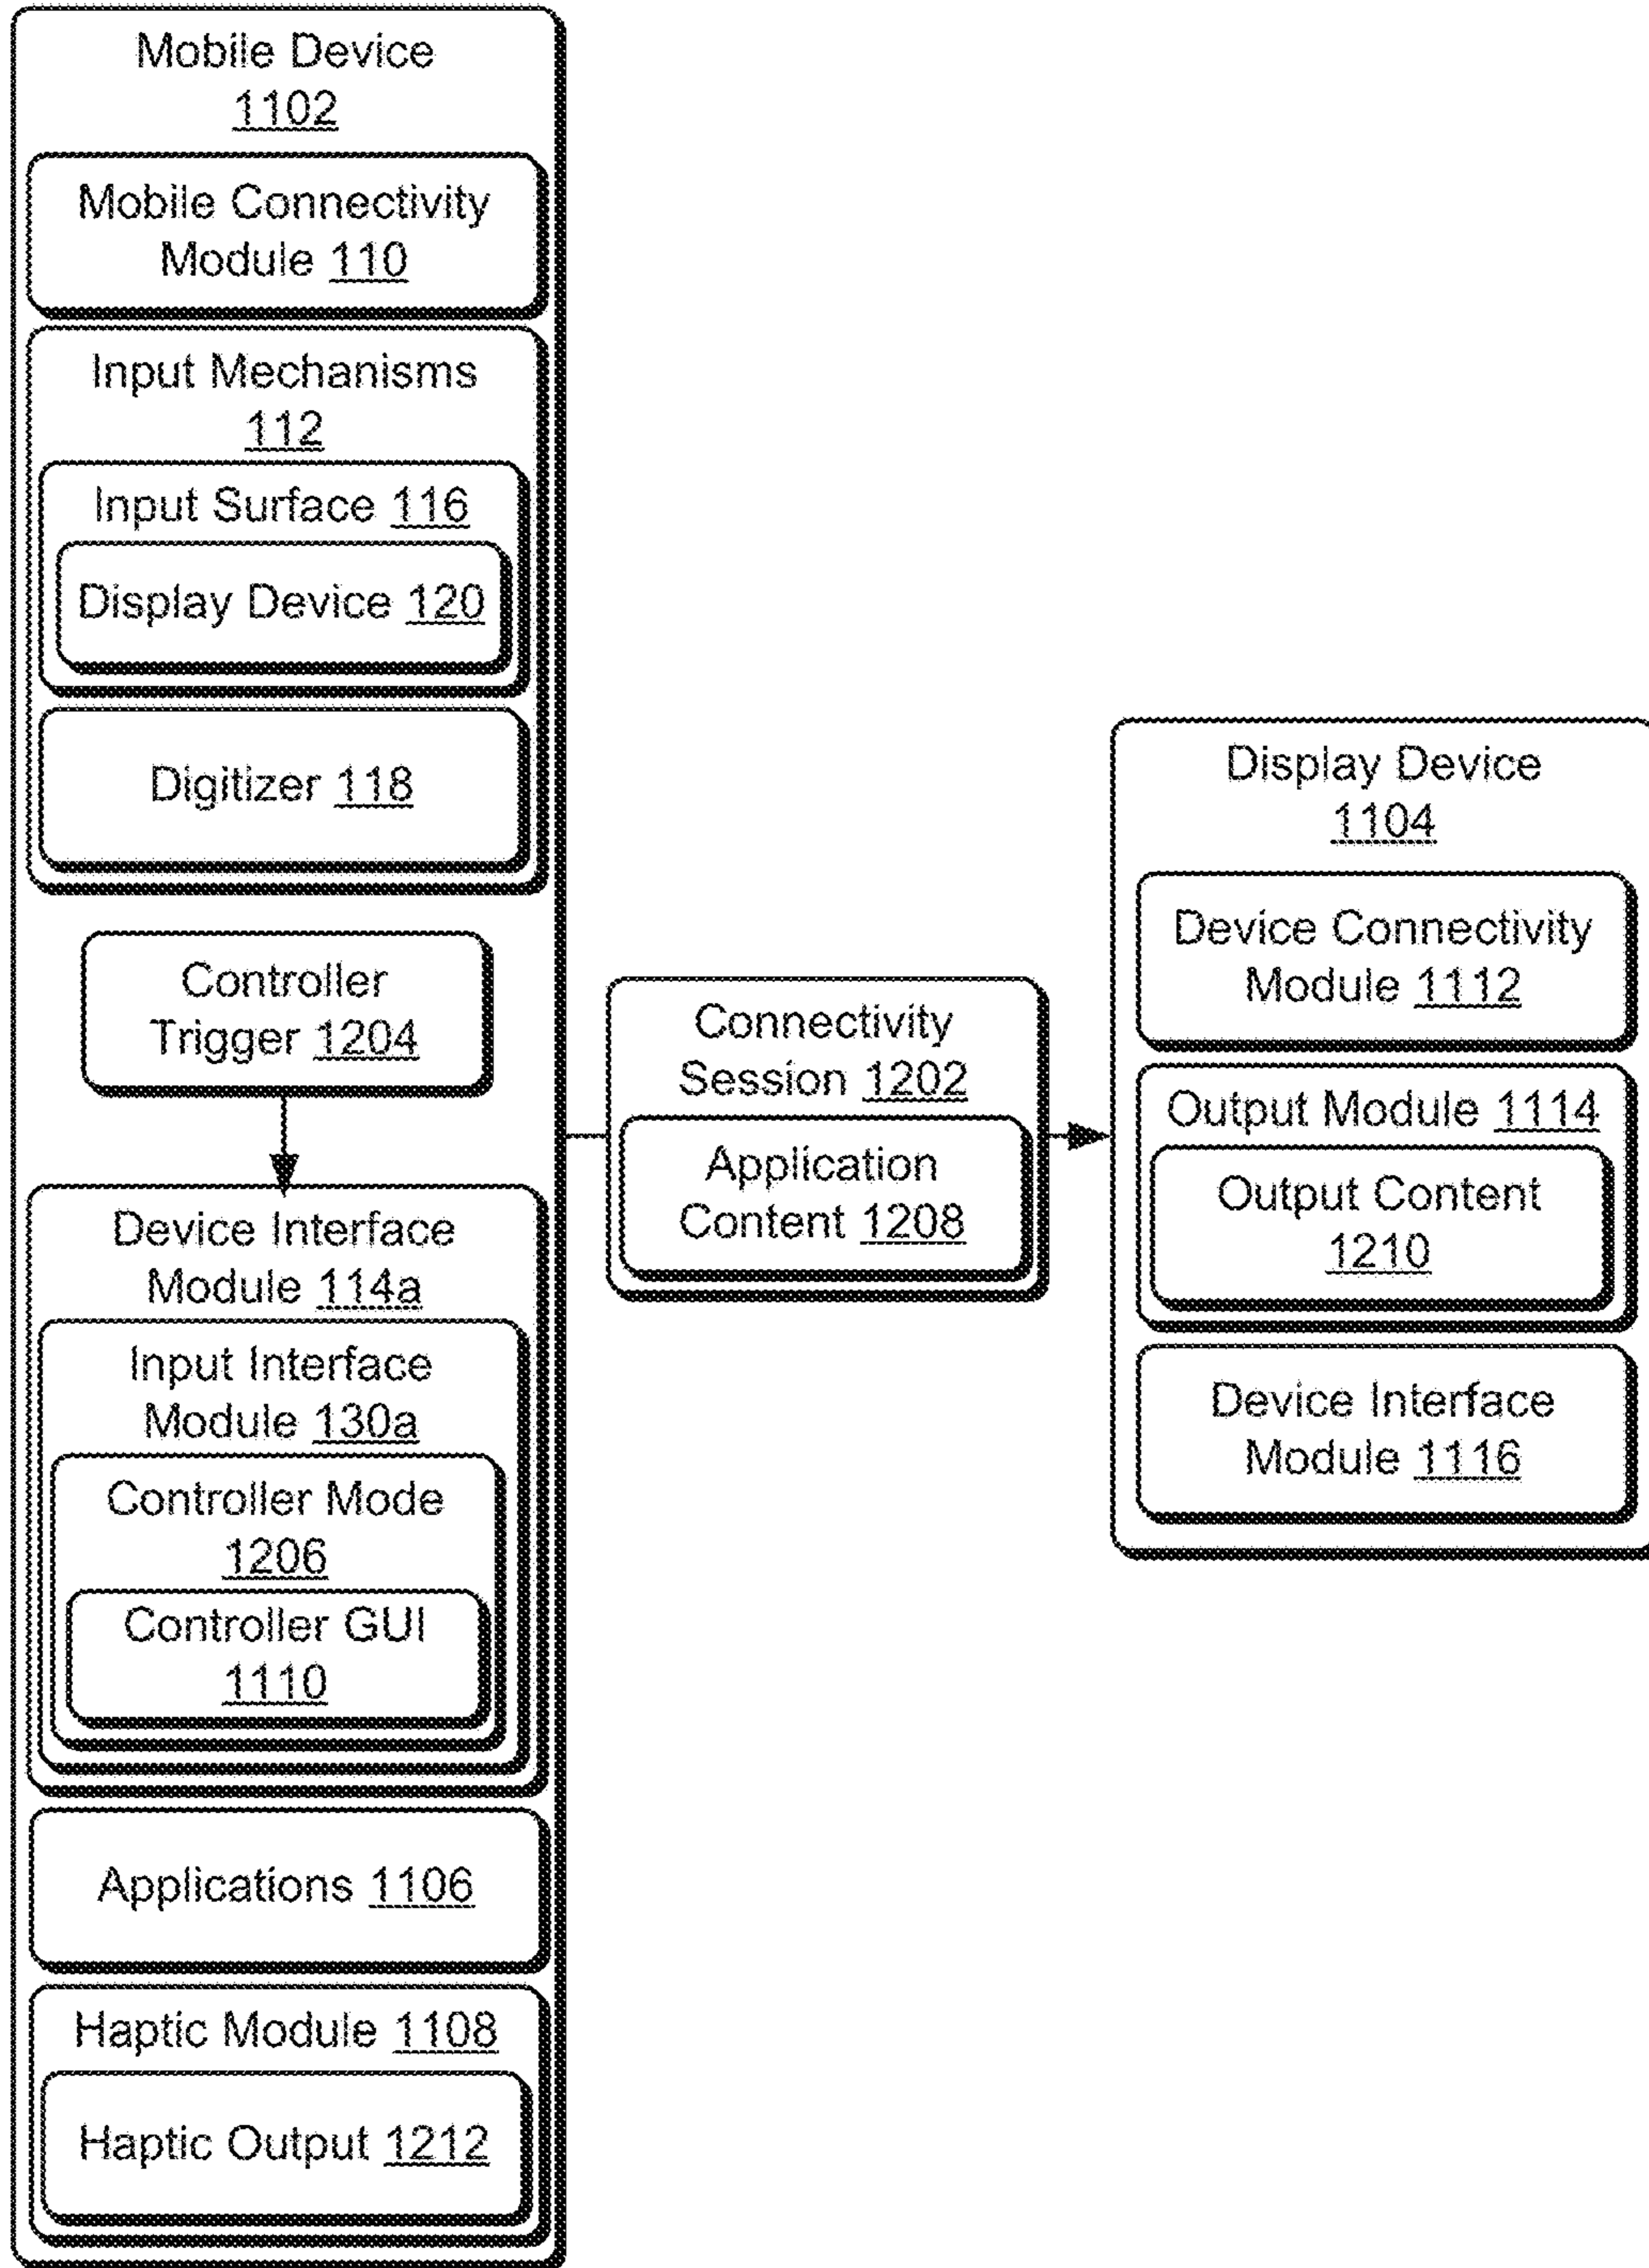 Mobile Device
1102
Mobile Connectivity
Module 110
Input Mechanisms
112
Input Surface 116
Display Device 120
Digitizer 118
Controller
Trigger 1204
Device Interface
Module 114a
Input Interface
Module 130a
Controller Mode
1206
Controller GUI
1110
Applications 1106
Haptic Module 1108
Haptic Output 1212
Connectivity
Session 1202
Application
Content 1208
Display Device
1104
Device Connectivity
Module 1112
Output Module 1114
Output Content
1210
Device Interface
Module 1116